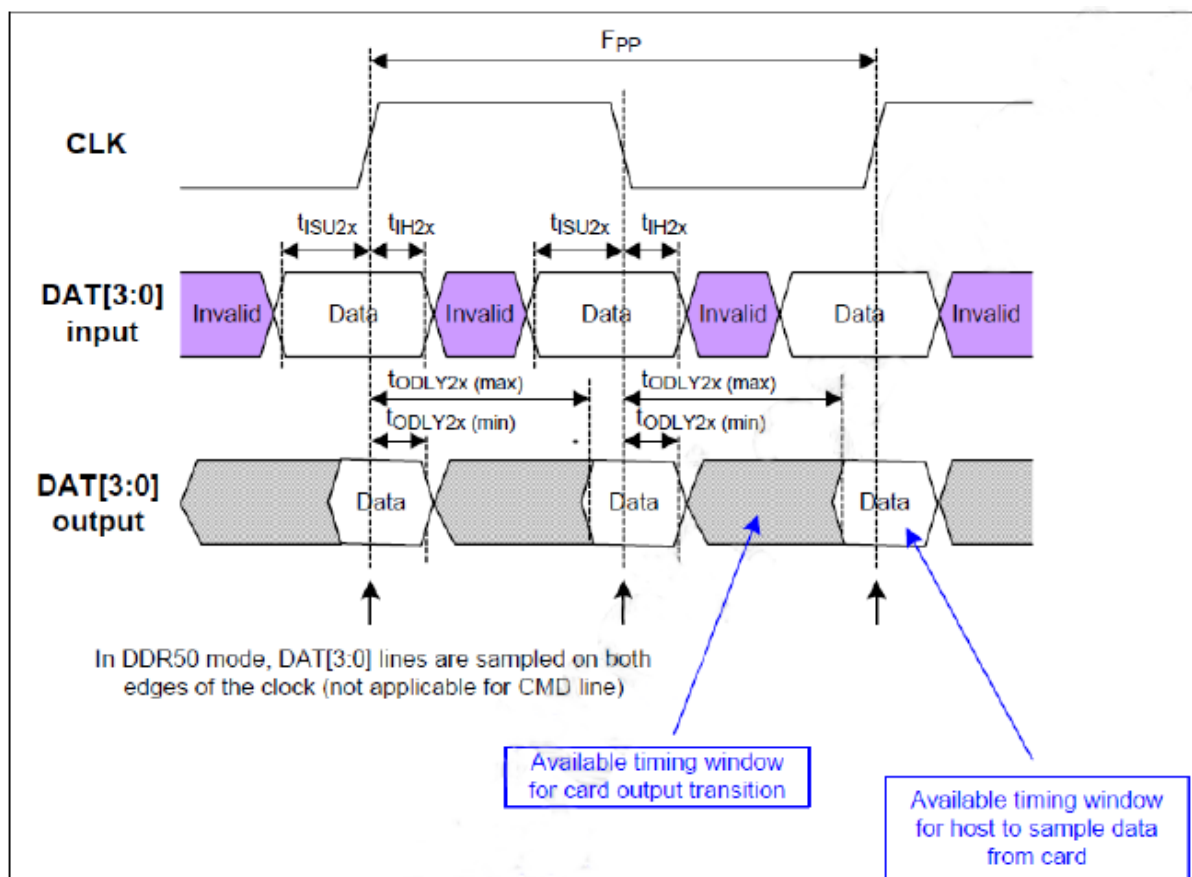 FPP
CLK
tISU2x tIH2x tISU2x tIH2x
DAT[3:0]
input
Invalid Data Invalid Data Invalid Data Invalid
tODLY2x (max) tODLY2x (max)
tODLY2x (min) tODLY2x (min)
DAT[3:0]
output
Data Data Data
In DDR50 mode, DAT[3:0] lines are sampled on both
edges of the clock (not applicable for CMD line)
Available timing window
for card output transition
Available timing window
for host to sample data
from card